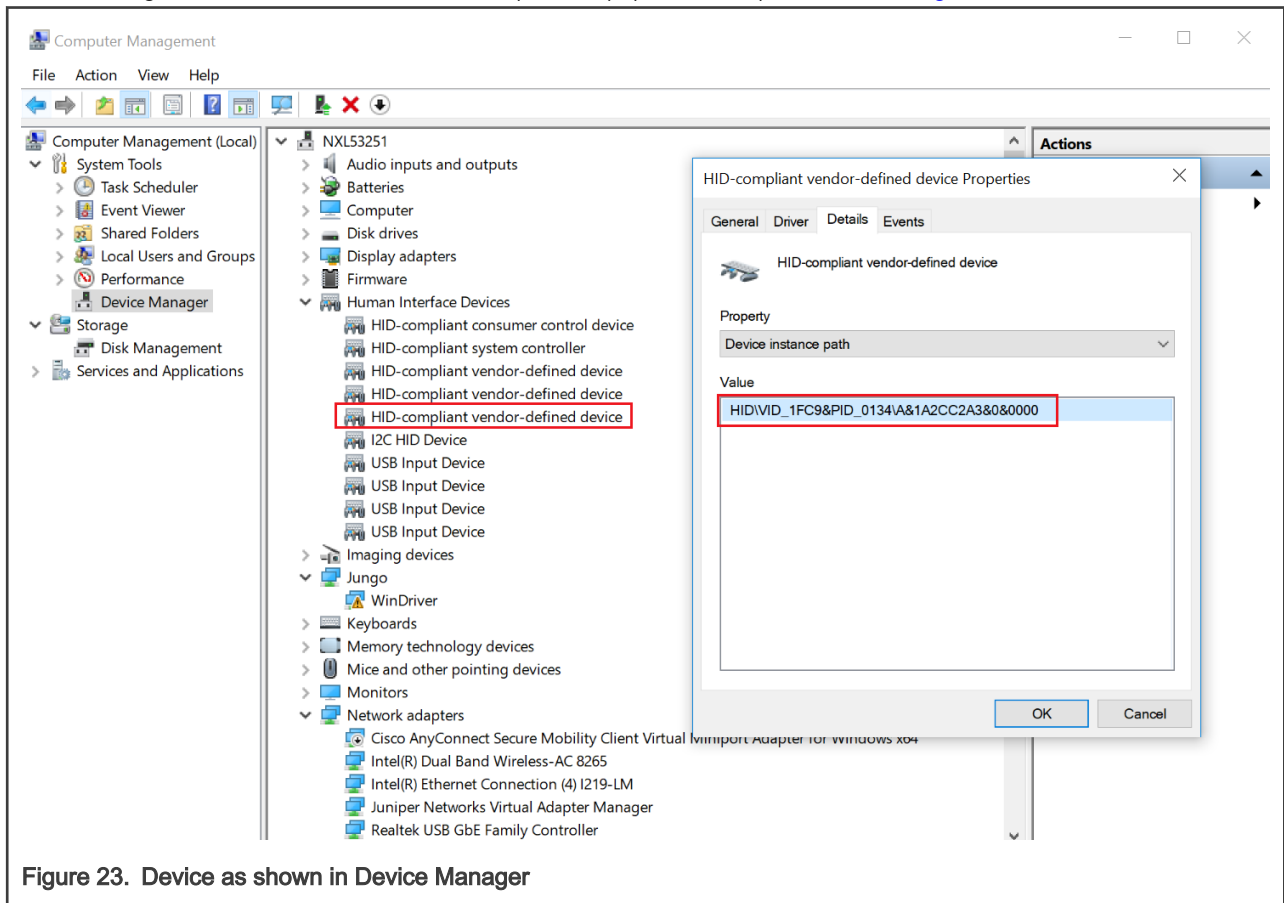 Computer Management
File Action View Help
Computer Management (Local)
System Tools
Task Scheduler
Event Viewer
Shared Folders
Local Users and Groups
Performance
Device Manager
Storage
Disk Management
Services and Applications
NXL53251
Audio inputs and outputs
Batteries
Computer
Disk drives
Display adapters
Firmware
Human Interface Devices
HID-compliant consumer control device
HID-compliant system controller
HID-compliant vendor-defined device
HID-compliant vendor-defined device
HID-compliant vendor-defined device
I2C HID Device
USB Input Device
USB Input Device
USB Input Device
USB Input Device
Imaging devices
Jungo
WinDriver
Keyboards
Memory technology devices
Mice and other pointing devices
Monitors
Network adapters
Cisco AnyConnect Secure Mobility Client Virtual Miniport Adapter for Windows x64
Intel(R) Dual Band Wireless-AC 8265
Intel(R) Ethernet Connection (4) I219-LM
Juniper Networks Virtual Adapter Manager
Realtek USB GbE Family Controller
Actions
HID-compliant vendor-defined device Properties
General Driver Details Events
HID-compliant vendor-defined device
Property
Device instance path
Value
HID\VID_1FC9&PID_0134\A&1A2CC2A3&0&0000
OK Cancel
Figure 23. Device as shown in Device Manager